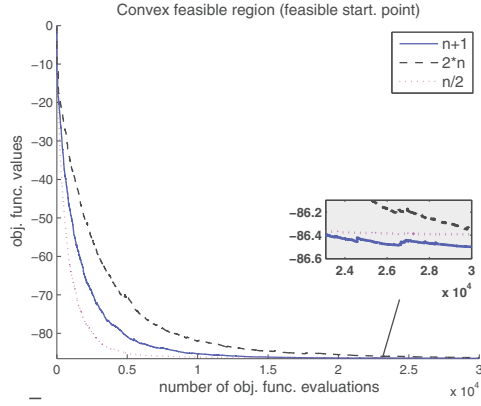 Convex feasible region (feasible start. point)
obj. func. values
0
−10
−20
−30
−40
−50
−60
−70
−80
n+1
2*n
n/2
−86.2
−86.4
−86.6
2.4 2.6 2.8 3
x 10⁴
0 0.5 1 1.5 2 2.5 3
number of obj. func. evaluations
x 10⁴